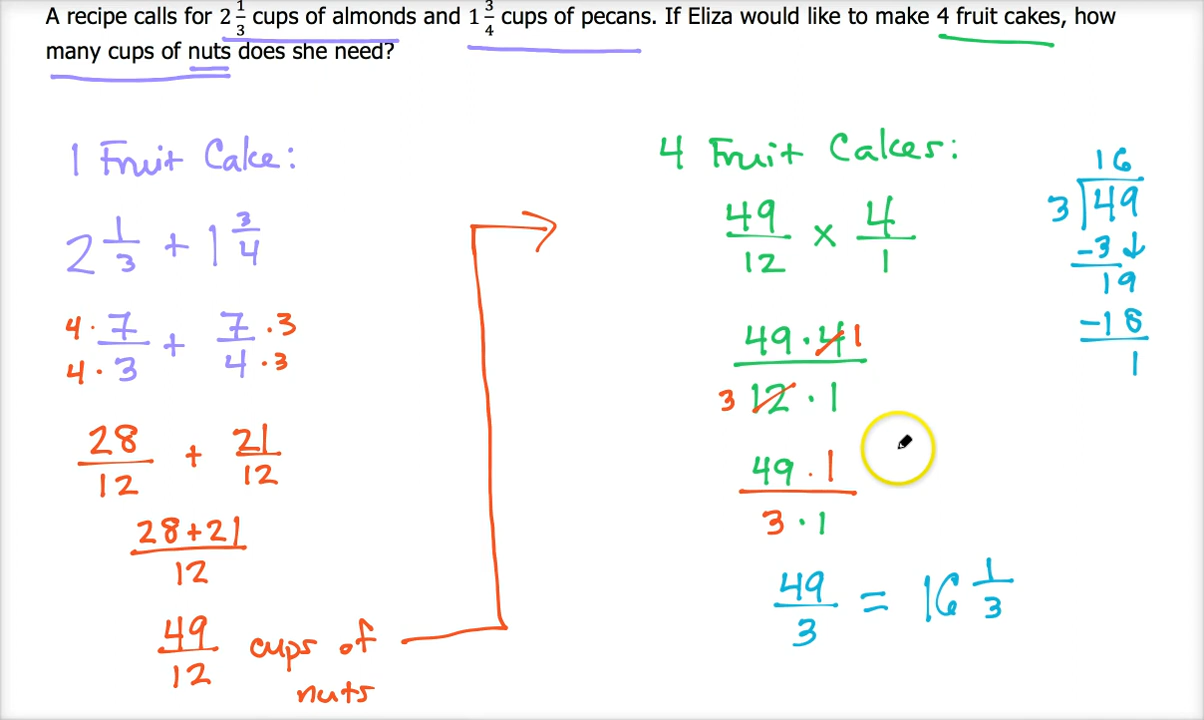 A recipe calls for 2 1/3 cups of almonds and 1 3/4 cups of pecans. If Eliza would like to make 4 fruit cakes, how
many cups of nuts does she need?
1 Fruit Cake:
2 1/3 + 1 3/4
4 · 7 / 4 · 3 + 7 · 3 / 4 · 3
28/12 + 21/12
28+21 / 12
49/12 cups of
nuts
4 Fruit Cakes:
49/12 × 4/1
49 · 4 1 / 3 12 · 1
49 · 1 / 3 · 1
49/3 = 16 1/3
16
3 49
-3 ↓
19
-18
1